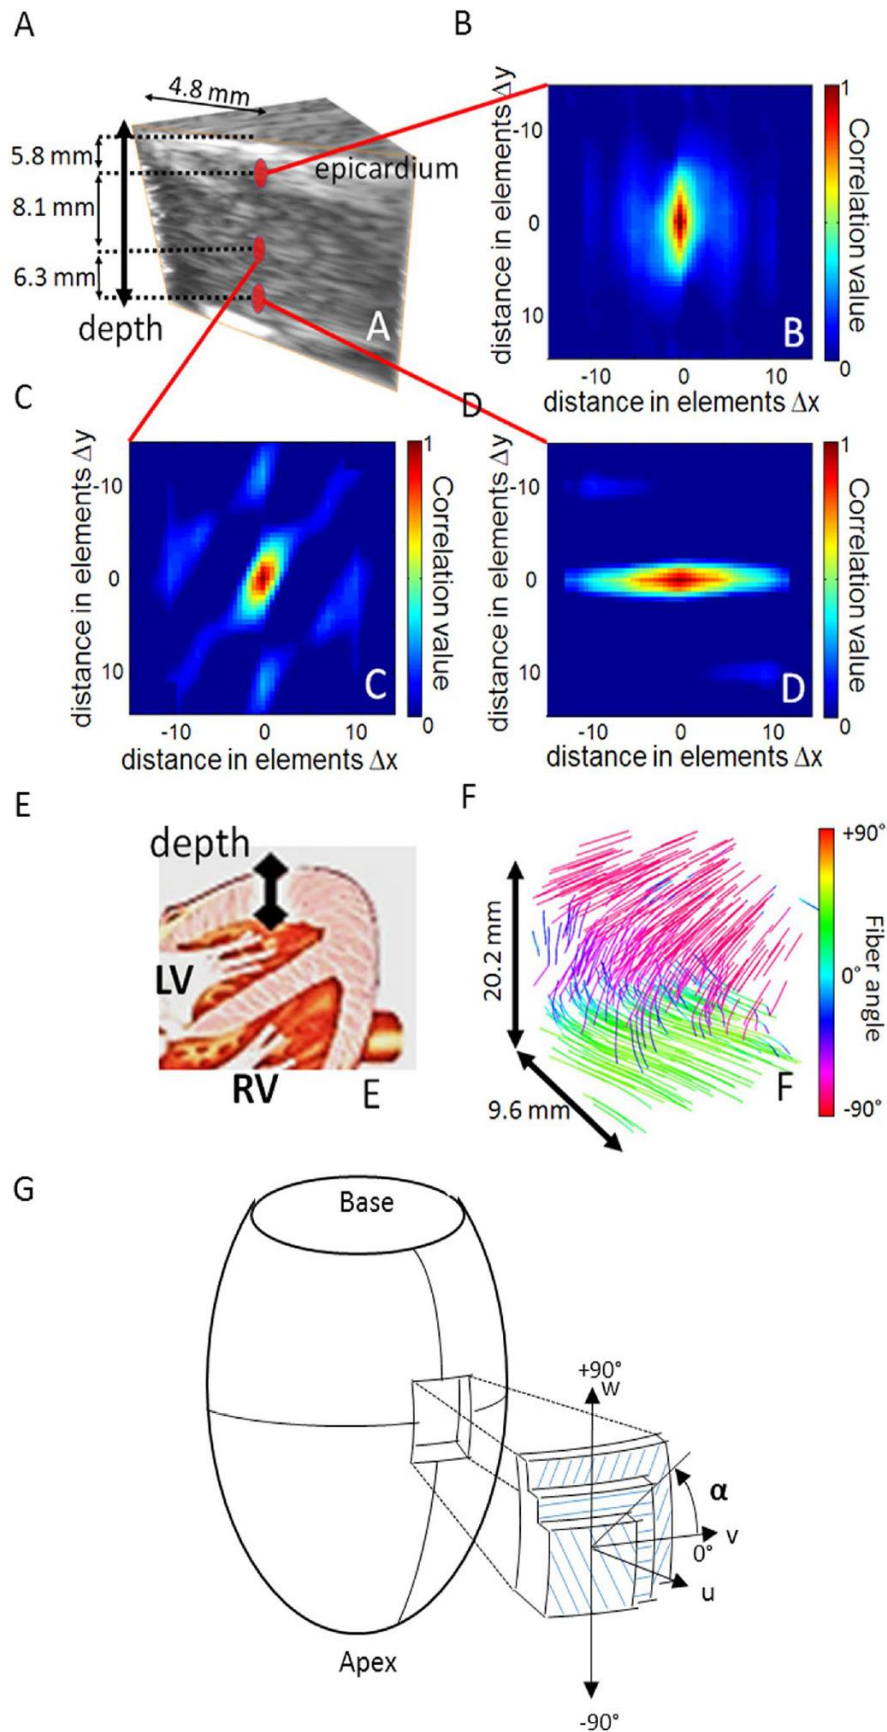 A
B
4.8 mm
5.8 mm
8.1 mm
6.3 mm
depth
epicardium
A
distance in elements Δy
-10
0
10
-10 0 10
distance in elements Δx
B
1
0
Correlation value
C
distance in elements Δy
-10
0
10
-10 0 10
distance in elements Δx
C
1
0
Correlation value
D
distance in elements Δy
-10
0
10
-10 0 10
distance in elements Δx
D
1
0
Correlation value
E
depth
LV
RV
E
F
20.2 mm
9.6 mm
F
+90°
0°
-90°
Fiber angle
G
Base
Apex
+90°
w
α
v
0°
u
-90°